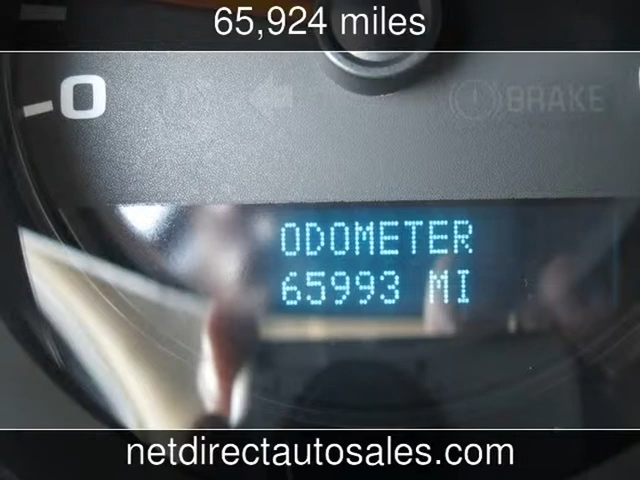 65,924 miles
0
BRAKE
ODOMETER
65993 MI
netdirectautosales.com